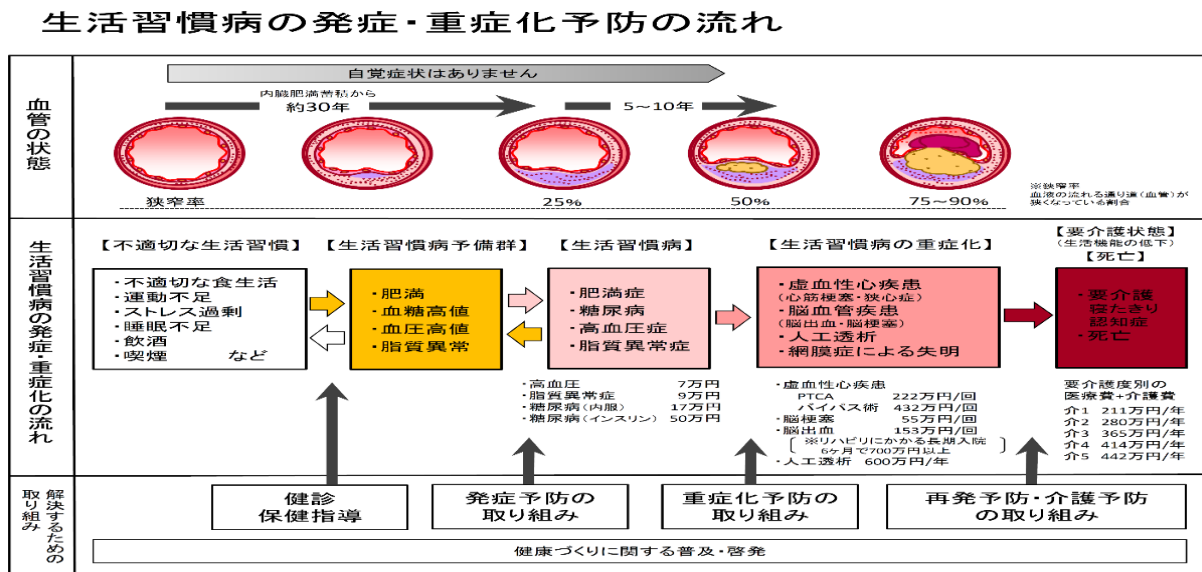 生活習慣病の発症・重症化予防の流れ
血管の状態
自覚症状はありません
内臓肥満蓄積から
約30年
5～10年
狭窄率
25%
50%
75～90%
※狭窄率
血液の流れる通り道(血管)が
狭くなっている割合
生活習慣病の発症・重症化の流れ
【不適切な生活習慣】
・不適切な食生活
・運動不足
・ストレス過剰
・睡眠不足
・飲酒
・喫煙 など
【生活習慣病予備群】
・肥満
・血糖高値
・血圧高値
・脂質異常
【生活習慣病】
・肥満症
・糖尿病
・高血圧症
・脂質異常症
・高血圧 7万円
・脂質異常症 9万円
・糖尿病(内服) 17万円
・糖尿病(インスリン) 50万円
【生活習慣病の重症化】
・虚血性心疾患
(心筋梗塞・狭心症)
・脳血管疾患
(脳出血・脳梗塞)
・人工透析
・網膜症による失明
・虚血性心疾患
PTCA 222万円/回
バイパス術 432万円/回
・脳梗塞 55万円/回
・脳出血 153万円/回
※リハビリにかかる長期入院
6ヶ月で700万円以上
・人工透析 600万円/年
【要介護状態】
(生活機能の低下)
【死亡】
・要介護
寝たきり
認知症
・死亡
要介護度別の
医療費+介護費
介1 211万円/年
介2 280万円/年
介3 365万円/年
介4 414万円/年
介5 442万円/年
解決するための
取り組み
健診
保健指導
発症予防の
取り組み
重症化予防の
取り組み
再発予防・介護予防
の取り組み
健康づくりに関する普及・啓発